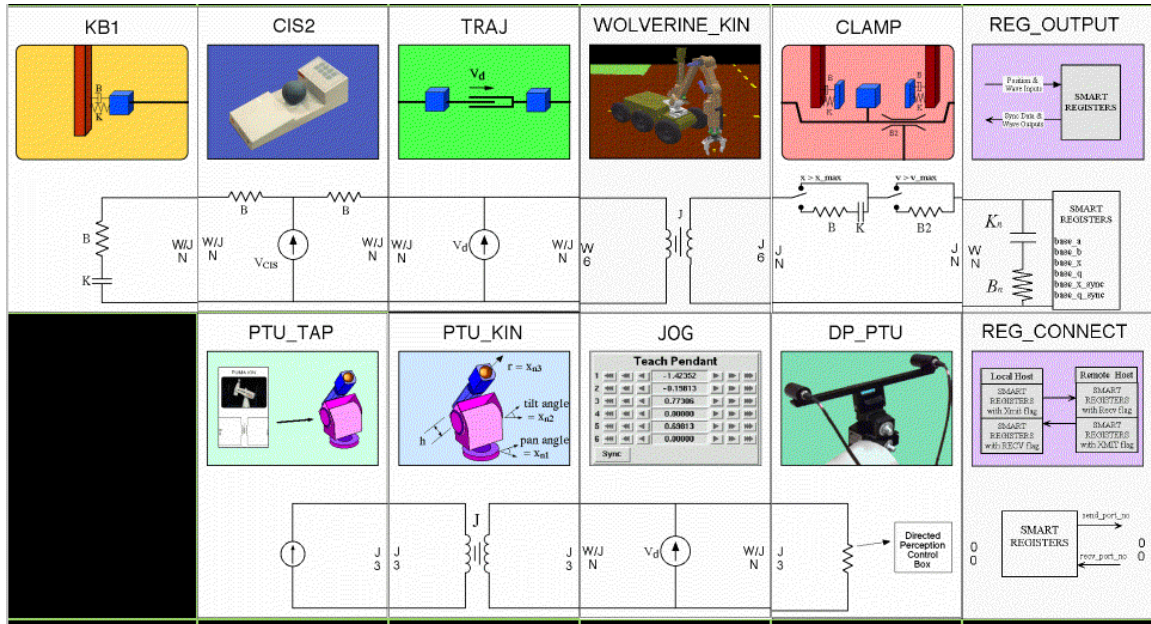 KB1
CIS2
TRAJ
WOLVERINE_KIN
CLAMP
REG_OUTPUT
B
K
Vd
B
K
B
K
B2
Position &
Wave Inputs
Sync Data &
Wave Outputs
SMART
REGISTERS
B
K
W/J
N
W/J
N
B
B
VCIS
W/J
N
W/J
N
Vd
W/J
N
W
6
J
J
6
x > x_max
v > v_max
B
K
B2
J
N
J
N
W
N
Kn
Bn
SMART
REGISTERS
base_a
base_b
base_x
base_q
base_x_sync
base_q_sync
PTU_TAP
PTU_KIN
JOG
DP_PTU
REG_CONNECT
PUMA-KIN
r = xn3
tilt angle
= xn2
h
pan angle
= xn1
Teach Pendant
1 -1.42352
2 -0.19813
3 0.77386
4 0.00000
5 0.69813
6 0.00000
Sync
Local Host
Remote Host
SMART
REGISTERS
with Xmit flag
SMART
REGISTERS
with Recv flag
SMART
REGISTERS
with RECV flag
SMART
REGISTERS
with XMIT flag
J
3
J
3
J
W/J
N
Vd
W/J
N
J
3
Directed
Perception
Control
Box
0
0
SMART
REGISTERS
send_port_no
recv_port_no
0
0